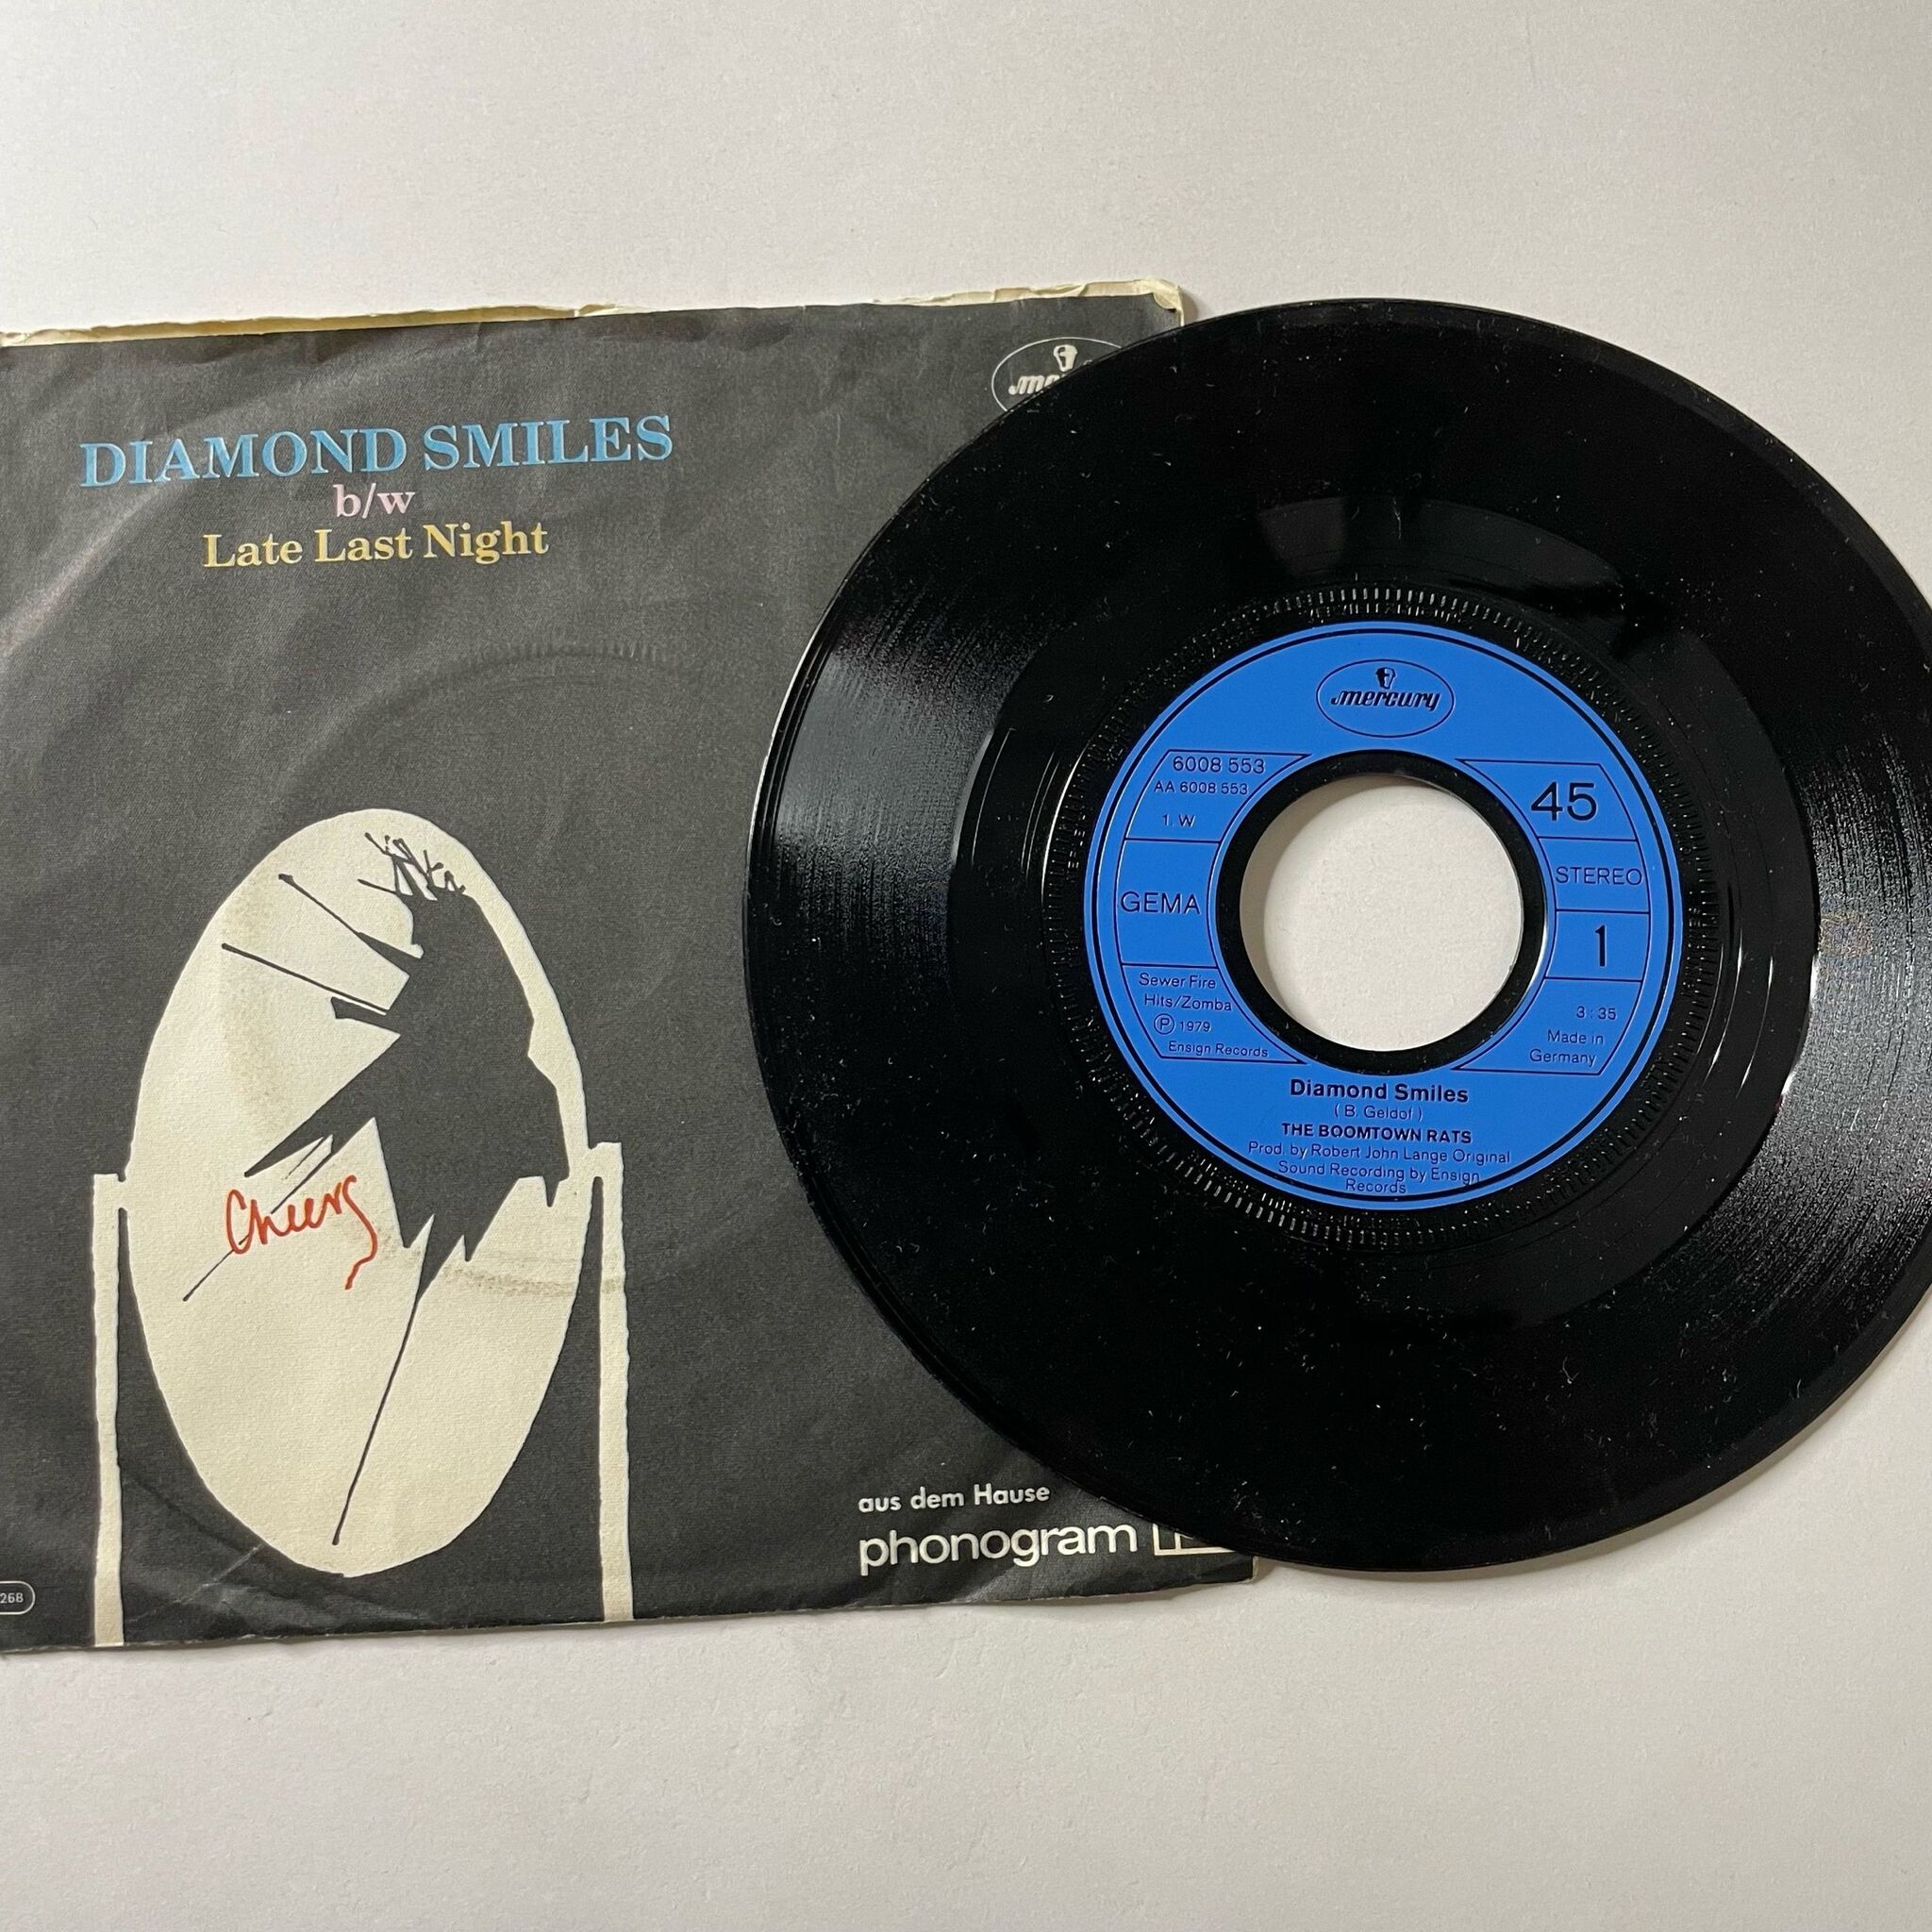 DIAMOND SMILES
b/w
Late Last Night
Cheers
aus dem Hause
phonogram
mercury
6008 553
AA 6008 553
1. W
GEMA
Sewer Fire
Hits/Zomba
Ⓟ 1979
Ensign Records
45
STEREO
1
3:35
Made in
Germany
Diamond Smiles
( B. Geldof )
THE BOOMTOWN RATS
Prod. by Robert John Lange Original
Sound Recording by Ensign
Records